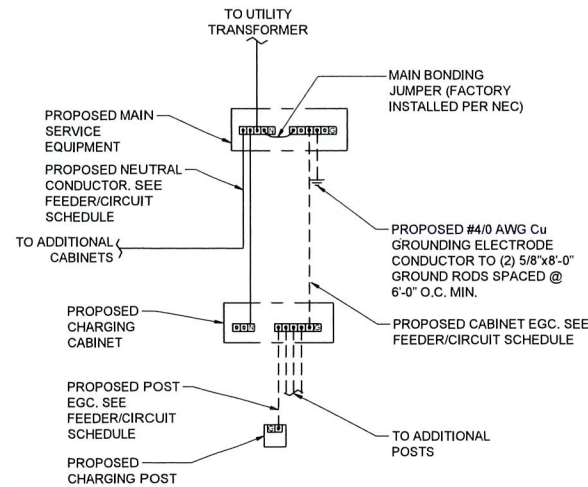 TO UTILITY
TRANSFORMER
MAIN BONDING
JUMPER (FACTORY
INSTALLED PER NEC)
PROPOSED MAIN
SERVICE
EQUIPMENT
PROPOSED NEUTRAL
CONDUCTOR. SEE
FEEDER/CIRCUIT
SCHEDULE
TO ADDITIONAL
CABINETS
PROPOSED #4/0 AWG Cu
GROUNDING ELECTRODE
CONDUCTOR TO (2) 5/8"x8'-0"
GROUND RODS SPACED @
6'-0" O.C. MIN.
PROPOSED
CHARGING
CABINET
PROPOSED CABINET EGC. SEE
FEEDER/CIRCUIT SCHEDULE
PROPOSED POST
EGC. SEE
FEEDER/CIRCUIT
SCHEDULE
TO ADDITIONAL
POSTS
PROPOSED
CHARGING POST